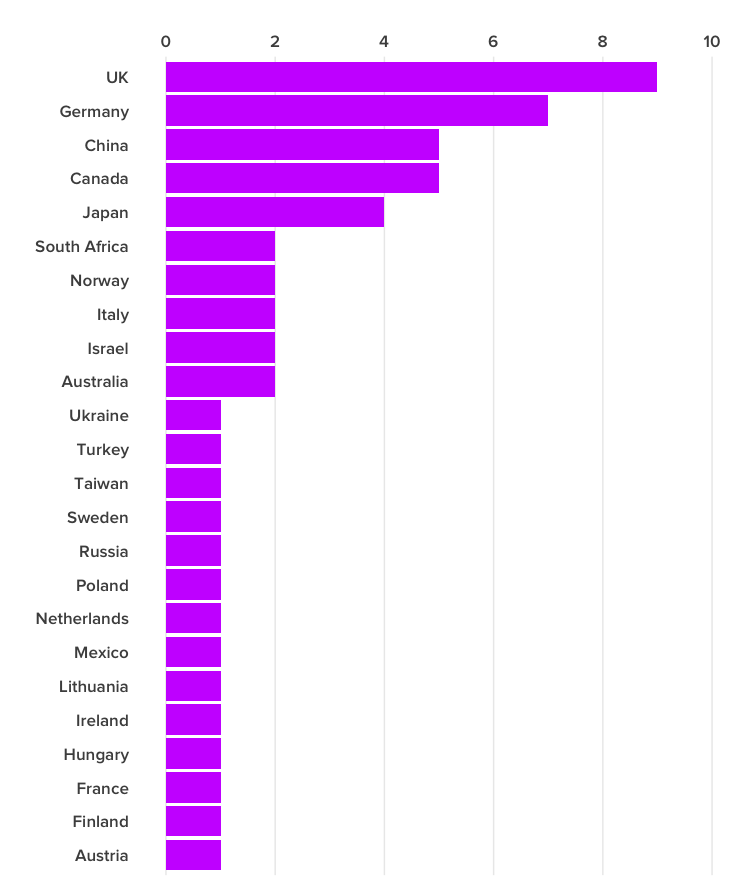 0 2 4 6 8 10
UK
Germany
China
Canada
Japan
South Africa
Norway
Italy
Israel
Australia
Ukraine
Turkey
Taiwan
Sweden
Russia
Poland
Netherlands
Mexico
Lithuania
Ireland
Hungary
France
Finland
Austria